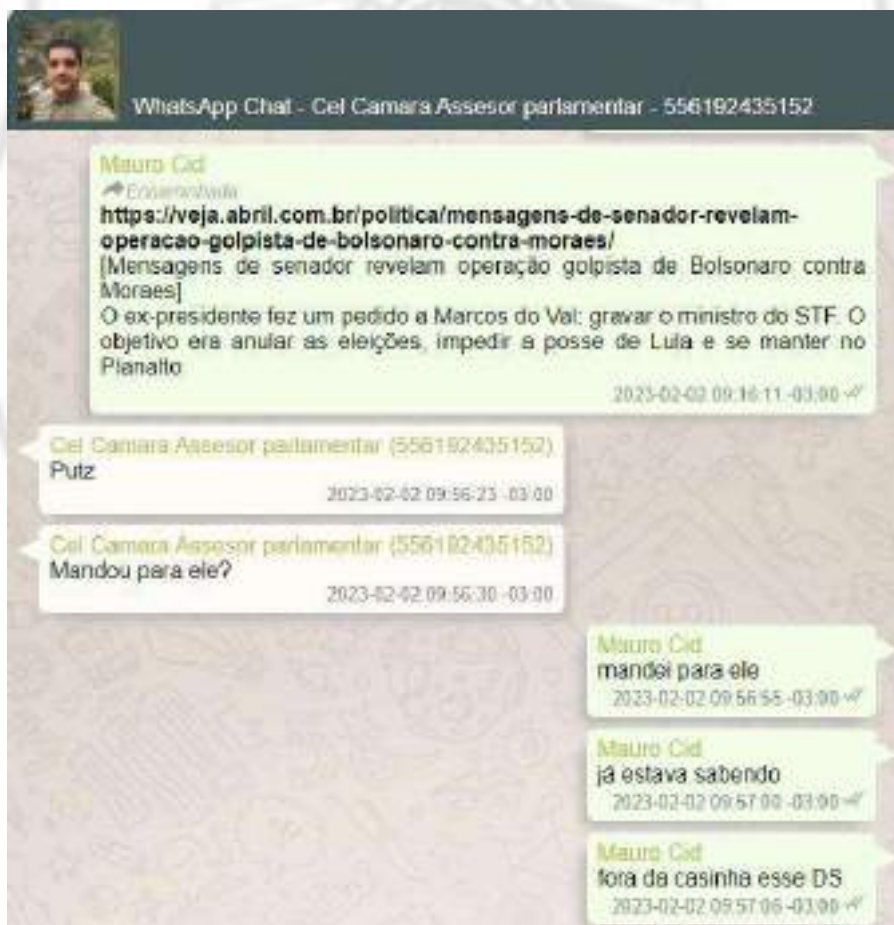 WhatsApp Chat - Cel Camara Assesor parlamentar - 556192435152
Mauro Cid
Encaminhada
https://veja.abril.com.br/politica/mensagens-de-senador-revelam-
operacao-golpista-de-bolsonaro-contra-moraes/
[Mensagens de senador revelam operação golpista de Bolsonaro contra
Moraes]
O ex-presidente fez um pedido a Marcos do Val: gravar o ministro do STF. O
objetivo era anular as eleições, impedir a posse de Lula e se manter no
Planalto
2023-02-02 09:16:11 -03:00
Cel Camara Assesor parlamentar (556192435152)
Putz
2023-02-02 09:56:23 -03:00
Cel Camara Assesor parlamentar (556192435152)
Mandou para ele?
2023-02-02 09:56:30 -03:00
Mauro Cid
mandei para ele
2023-02-02 09:56:55 -03:00
Mauro Cid
já estava sabendo
2023-02-02 09:57:00 -03:00
Mauro Cid
fora da casinha esse DS
2023-02-02 09:57:06 -03:00